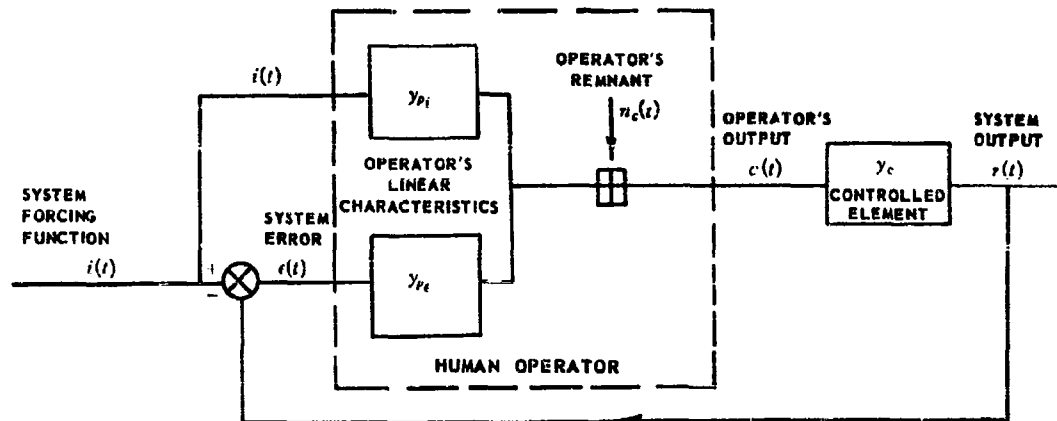 OPERATOR'S
REMNANT
i(t)
y_{p_i}
n_c(t)
OPERATOR'S
OUTPUT
c(t)
SYSTEM
OUTPUT
r(t)
OPERATOR'S
LINEAR
CHARACTERISTICS
y_c
CONTROLLED
ELEMENT
SYSTEM
FORCING
FUNCTION
i(t)
SYSTEM
ERROR
+
−
ϵ(t)
y_{p_ϵ}
HUMAN OPERATOR